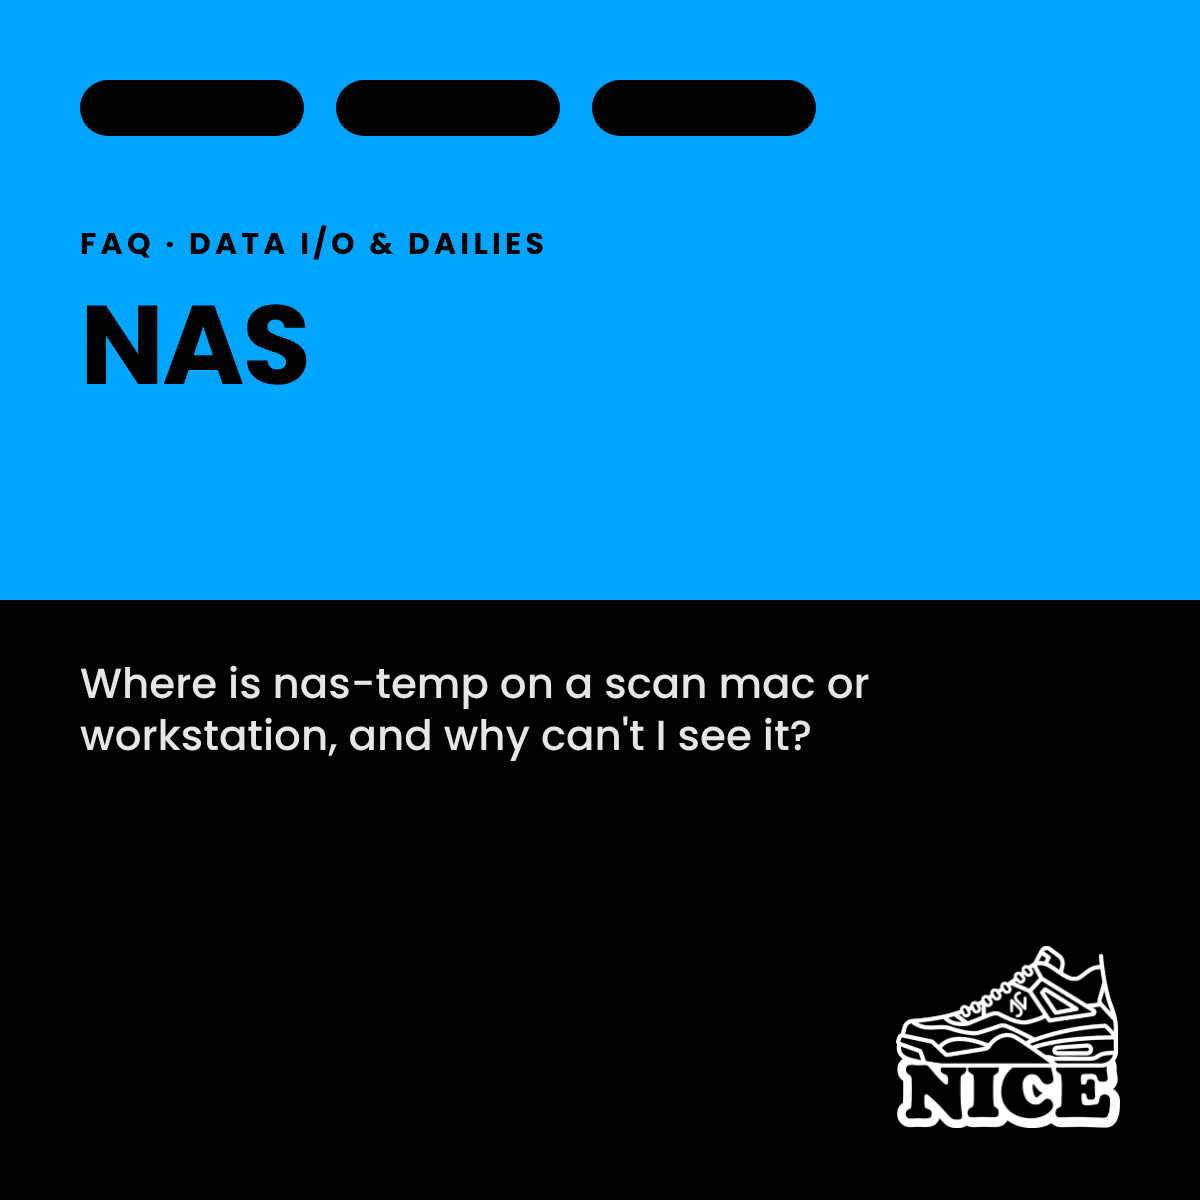 FAQ · DATA I/O & DAILIES
NAS
Where is nas-temp on a scan mac or
workstation, and why can't I see it?
NICE